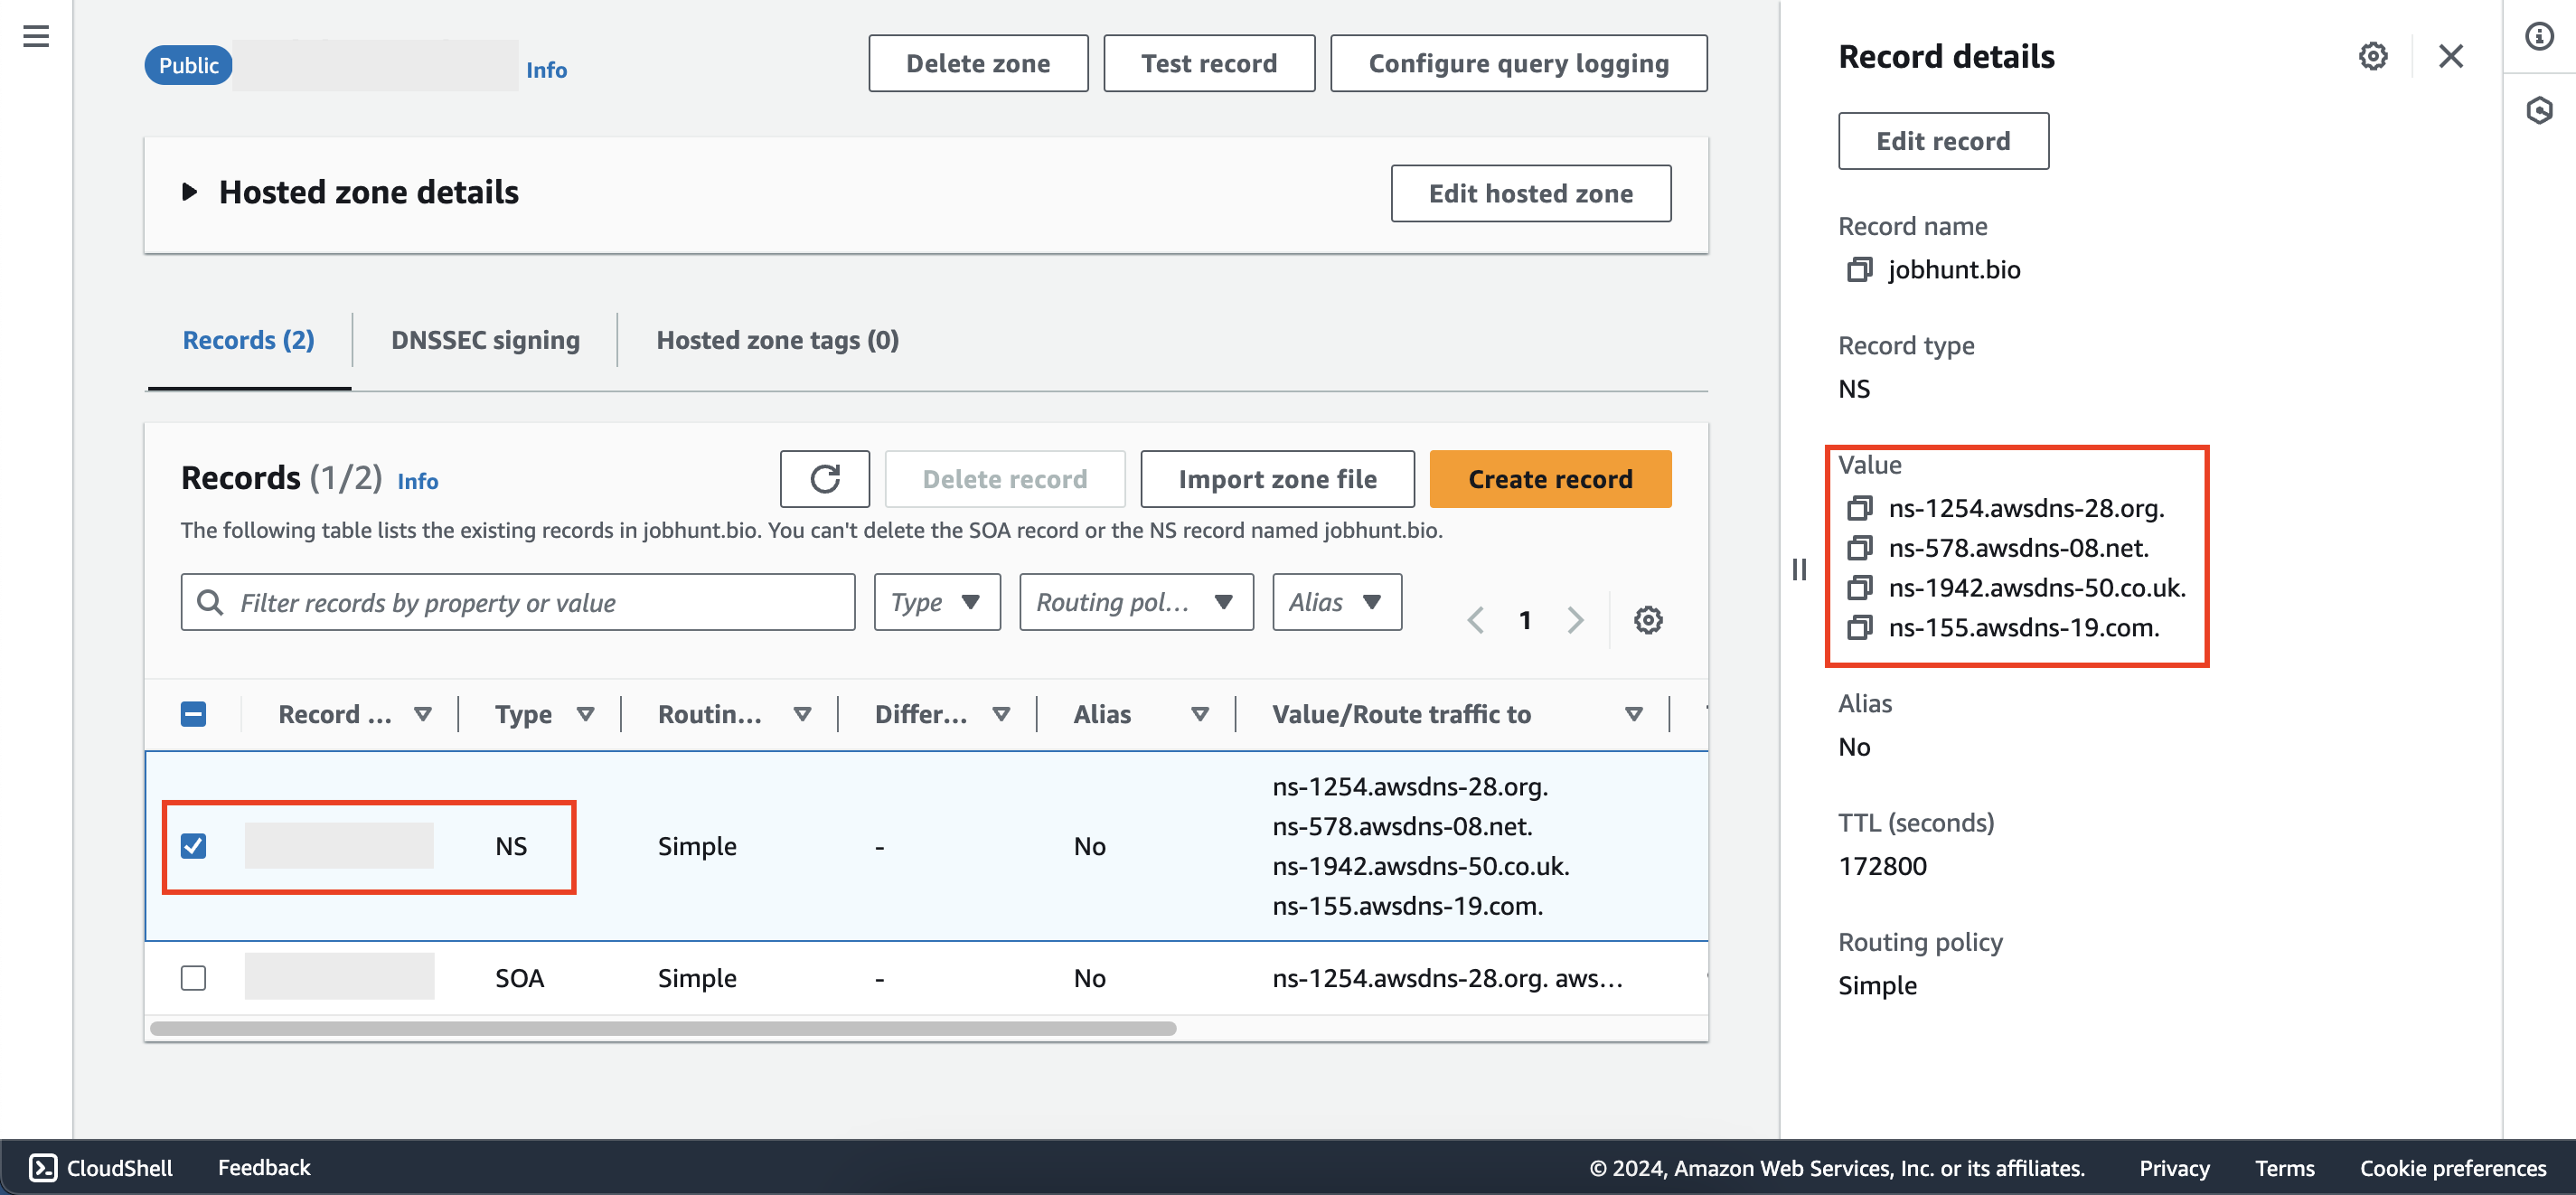 Public
Info
Delete zone
Test record
Configure query logging
Hosted zone details
Edit hosted zone
Records (2)
DNSSEC signing
Hosted zone tags (0)
Records (1/2) Info
Delete record
Import zone file
Create record
The following table lists the existing records in jobhunt.bio. You can't delete the SOA record or the NS record named jobhunt.bio.
Filter records by property or value
Type
Routing pol...
Alias
1
Record ...
Type
Routin...
Differ...
Alias
Value/Route traffic to
NS
Simple
-
No
ns-1254.awsdns-28.org.
ns-578.awsdns-08.net.
ns-1942.awsdns-50.co.uk.
ns-155.awsdns-19.com.
SOA
Simple
-
No
ns-1254.awsdns-28.org. aws...
Record details
Edit record
Record name
jobhunt.bio
Record type
NS
Value
ns-1254.awsdns-28.org.
ns-578.awsdns-08.net.
ns-1942.awsdns-50.co.uk.
ns-155.awsdns-19.com.
Alias
No
TTL (seconds)
172800
Routing policy
Simple
CloudShell
Feedback
© 2024, Amazon Web Services, Inc. or its affiliates.
Privacy
Terms
Cookie preferences